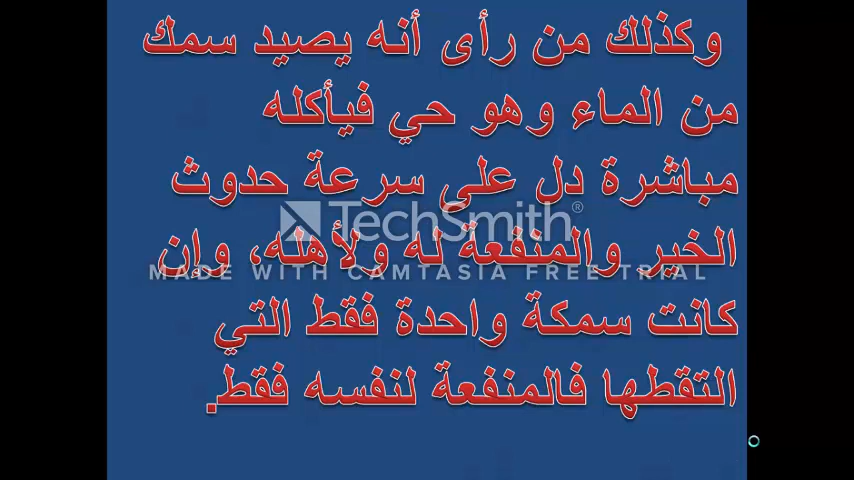 وكذلك من رأى أنه يصيد سمك
من الماء وهو حي فيأكله
مباشرة دل على سرعة حدوث
TechSmith®
الخير والمنفعة له ولأهله، وإن
MADE WITH CAMTASIA FREE TRIAL
كانت سمكة واحدة فقط التي
التقطها فالمنفعة لنفسه فقط.